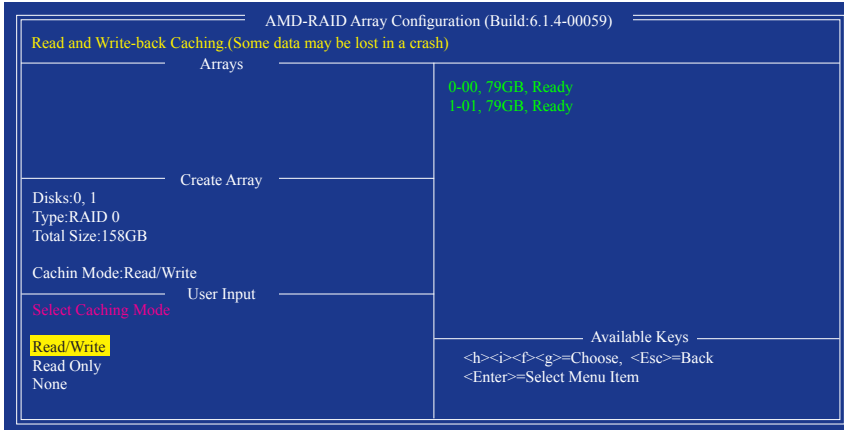 AMD-RAID Array Configuration (Build:6.1.4-00059)
Read and Write-back Caching.(Some data may be lost in a crash)
Arrays
0-00, 79GB, Ready
1-01, 79GB, Ready
Create Array
Disks:0, 1
Type:RAID 0
Total Size:158GB
Cachin Mode:Read/Write
User Input
Select Caching Mode
Read/Write
Read Only
None
Available Keys
<h><i><f><g>=Choose, <Esc>=Back
<Enter>=Select Menu Item